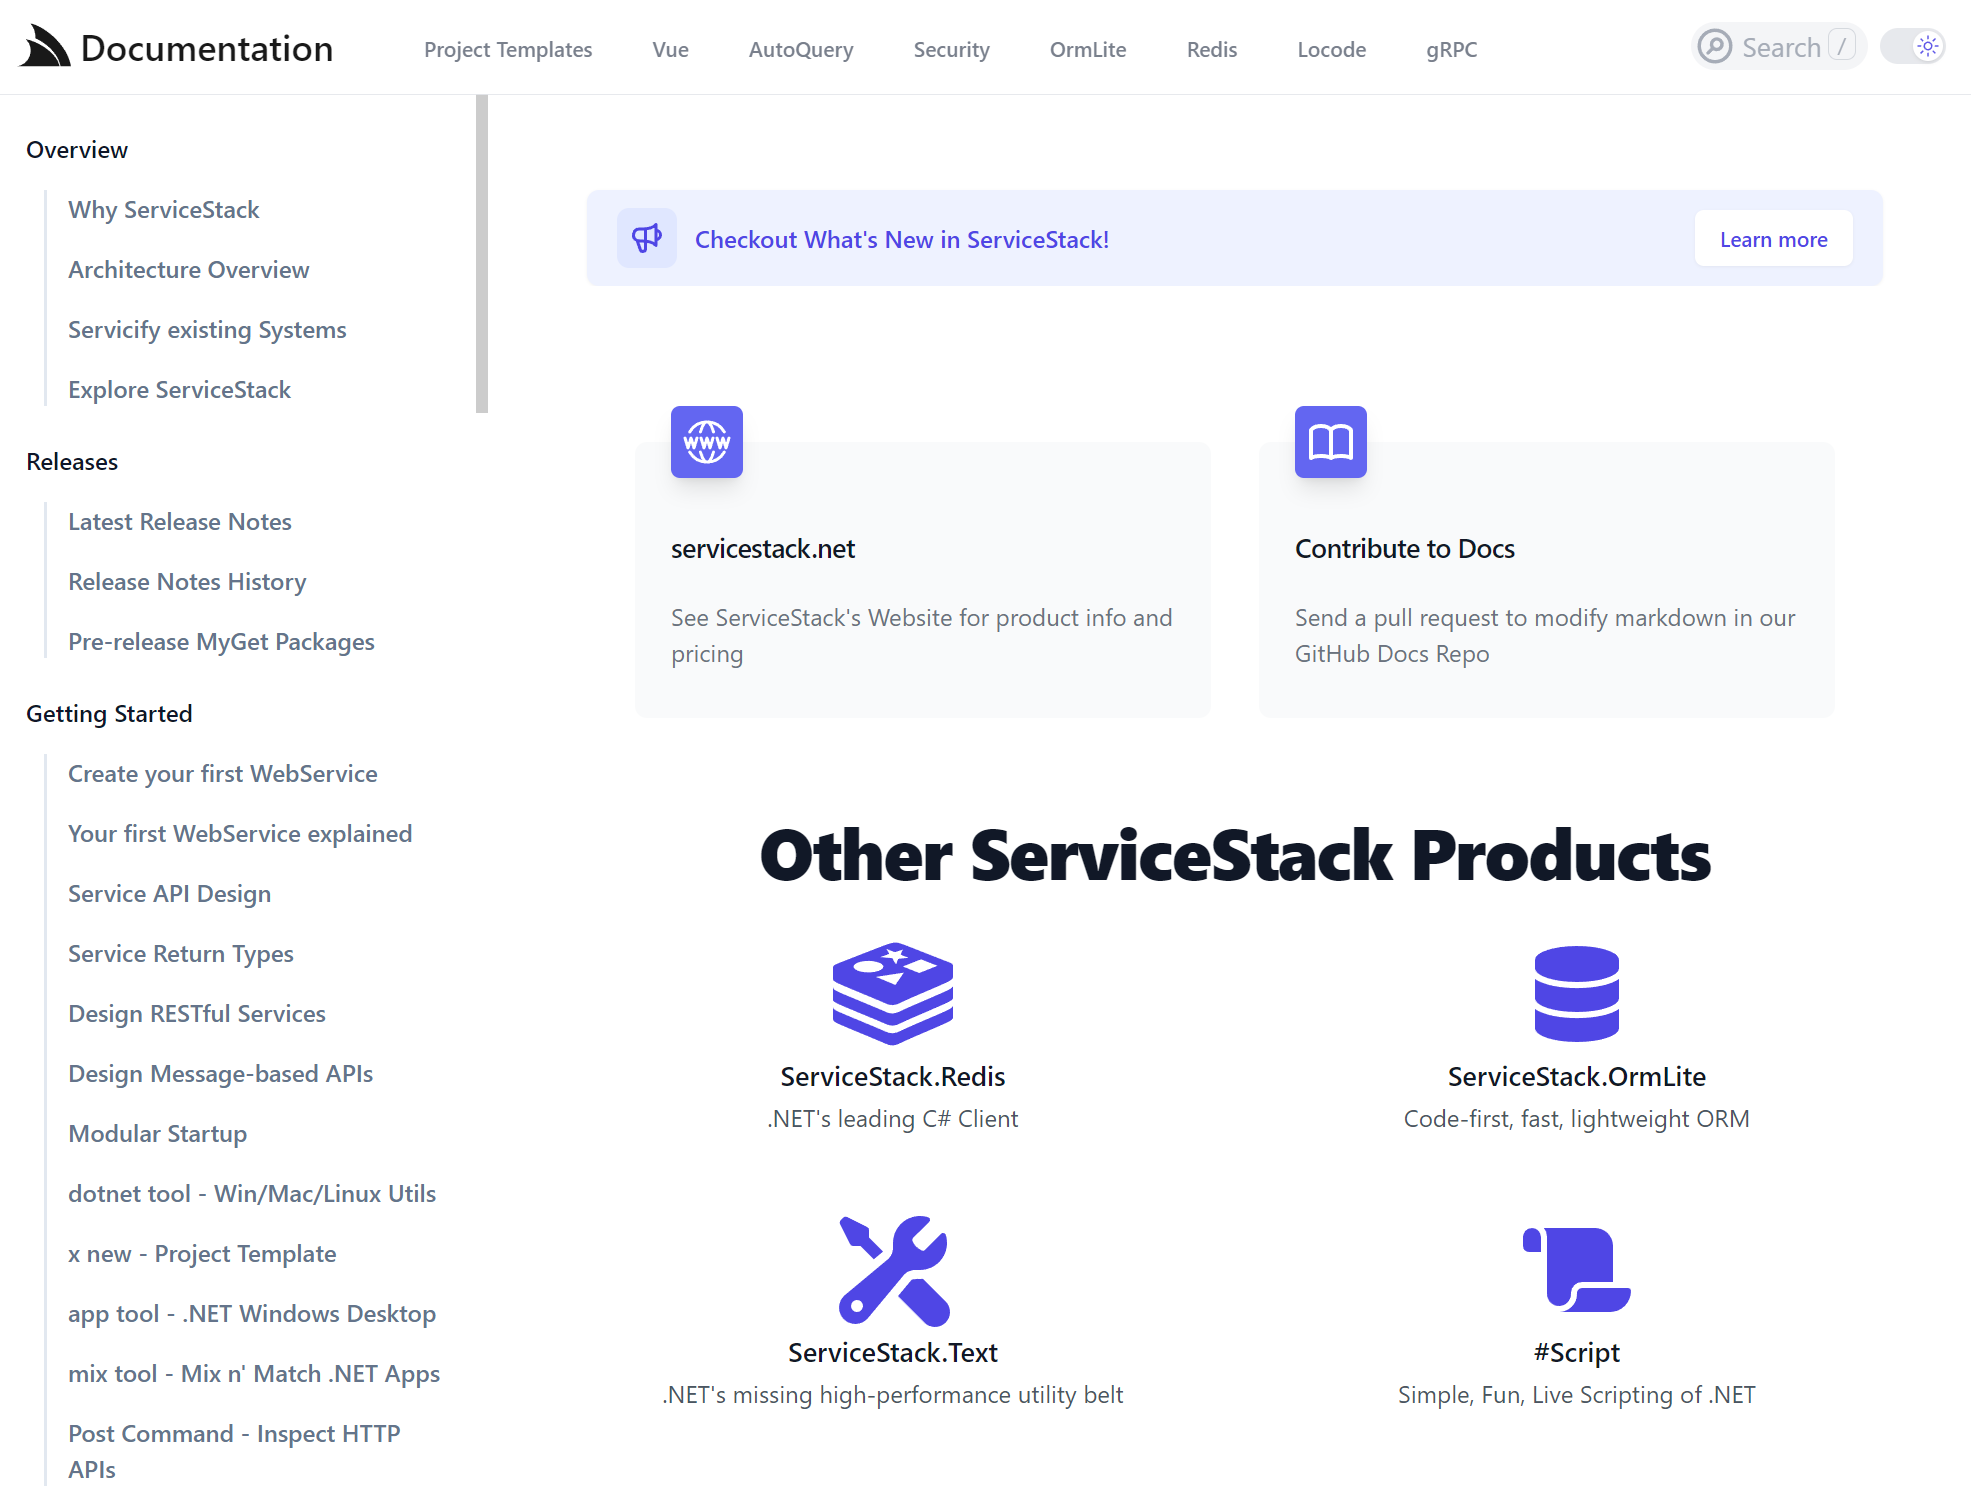 Documentation
Project Templates
Vue
AutoQuery
Security
OrmLite
Redis
Locode
gRPC
Search /
Overview
Why ServiceStack
Architecture Overview
Servicify existing Systems
Explore ServiceStack
Releases
Latest Release Notes
Release Notes History
Pre-release MyGet Packages
Getting Started
Create your first WebService
Your first WebService explained
Service API Design
Service Return Types
Design RESTful Services
Design Message-based APIs
Modular Startup
dotnet tool - Win/Mac/Linux Utils
x new - Project Template
app tool - .NET Windows Desktop
mix tool - Mix n' Match .NET Apps
Post Command - Inspect HTTP
APIs
Checkout What's New in ServiceStack!
Learn more
WWW
servicestack.net
See ServiceStack's Website for product info and
pricing
Contribute to Docs
Send a pull request to modify markdown in our
GitHub Docs Repo
Other ServiceStack Products
ServiceStack.Redis
.NET's leading C# Client
ServiceStack.OrmLite
Code-first, fast, lightweight ORM
ServiceStack.Text
.NET's missing high-performance utility belt
#Script
Simple, Fun, Live Scripting of .NET